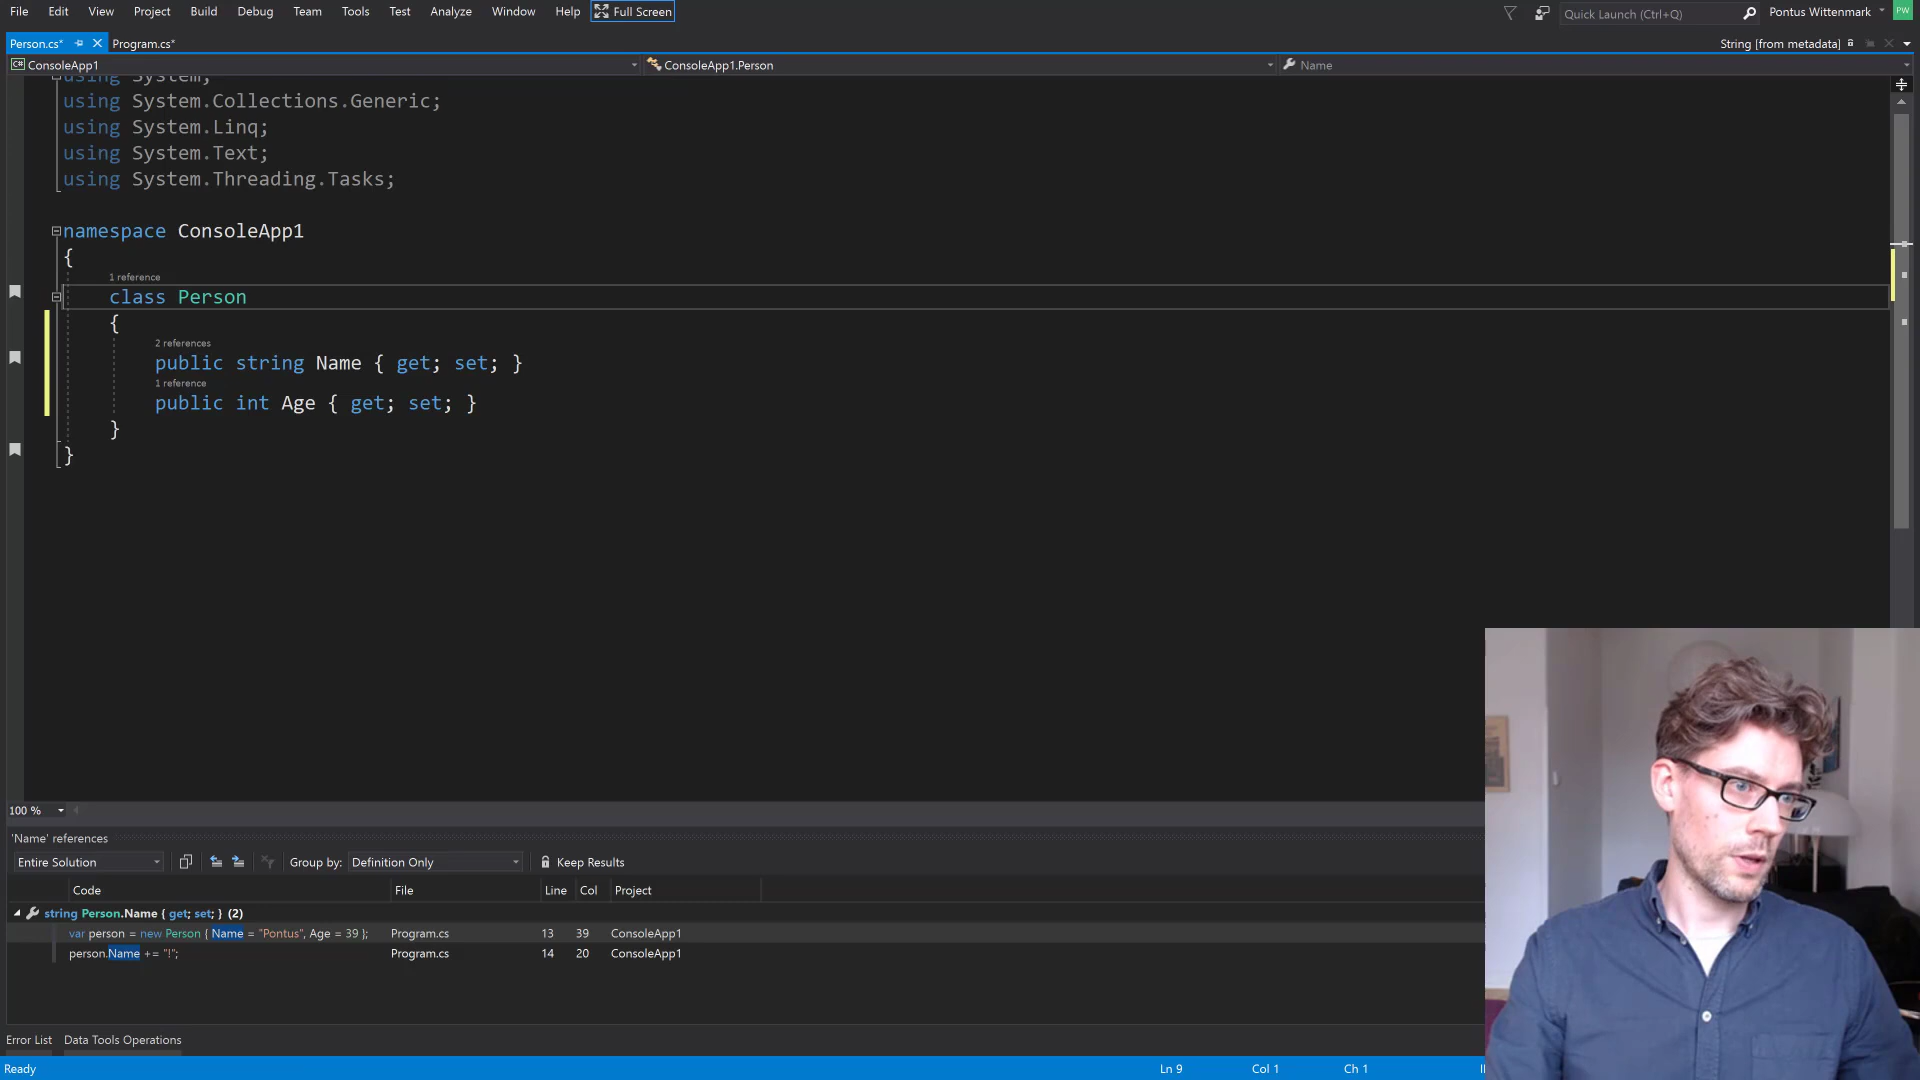 File Edit View Project Build Debug Team Tools Test Analyze Window Help Full Screen Quick Launch (Ctrl+Q) Pontus Wittenmark PW
Person.cs* Program.cs* String [from metadata]
C# ConsoleApp1 ConsoleApp1.Person Name
using System;
using System.Collections.Generic;
using System.Linq;
using System.Text;
using System.Threading.Tasks;
namespace ConsoleApp1
{
1 reference
class Person
{
2 references
public string Name { get; set; }
1 reference
public int Age { get; set; }
}
}
100 %
'Name' references
Entire Solution Group by: Definition Only Keep Results
Code File Line Col Project
string Person.Name { get; set; } (2)
var person = new Person { Name = "Pontus", Age = 39 }; Program.cs 13 39 ConsoleApp1
person.Name += "!"; Program.cs 14 20 ConsoleApp1
Error List Data Tools Operations
Ready Ln 9 Col 1 Ch 1